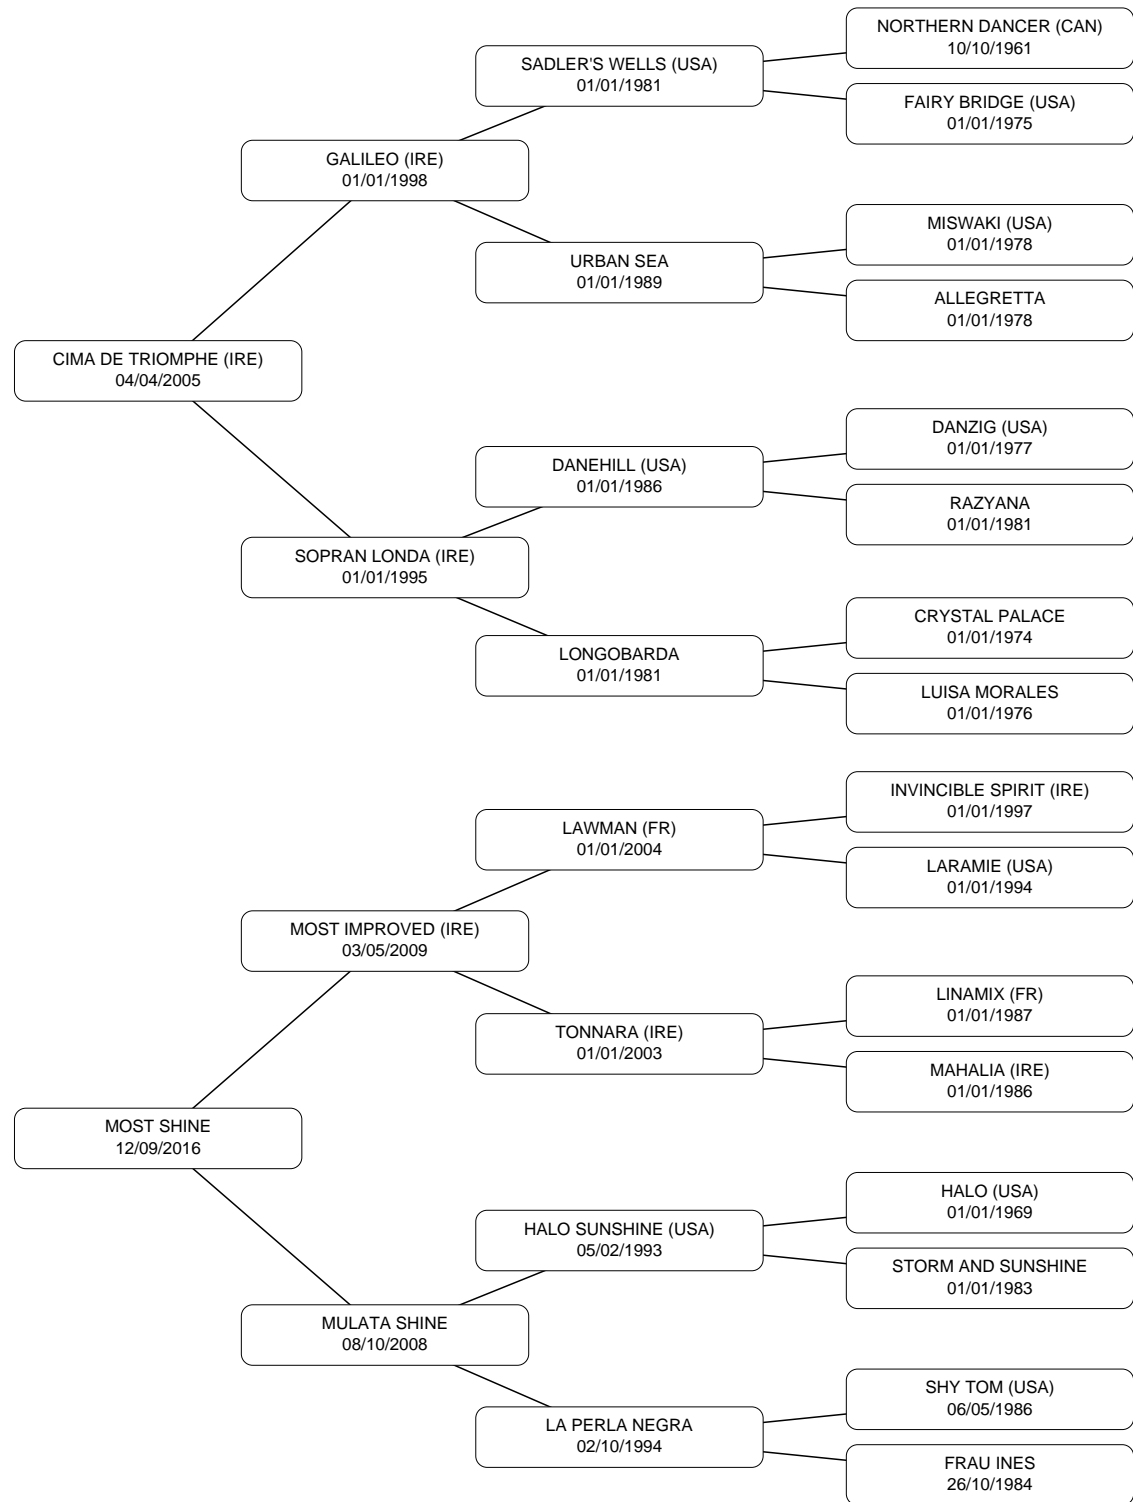 NORTHERN DANCER (CAN)
10/10/1961
SADLER'S WELLS (USA)
01/01/1981
FAIRY BRIDGE (USA)
01/01/1975
GALILEO (IRE)
01/01/1998
MISWAKI (USA)
01/01/1978
URBAN SEA
01/01/1989
ALLEGRETTA
01/01/1978
CIMA DE TRIOMPHE (IRE)
04/04/2005
DANZIG (USA)
01/01/1977
DANEHILL (USA)
01/01/1986
RAZYANA
01/01/1981
SOPRAN LONDA (IRE)
01/01/1995
CRYSTAL PALACE
01/01/1974
LONGOBARDA
01/01/1981
LUISA MORALES
01/01/1976
INVINCIBLE SPIRIT (IRE)
01/01/1997
LAWMAN (FR)
01/01/2004
LARAMIE (USA)
01/01/1994
MOST IMPROVED (IRE)
03/05/2009
LINAMIX (FR)
01/01/1987
TONNARA (IRE)
01/01/2003
MAHALIA (IRE)
01/01/1986
MOST SHINE
12/09/2016
HALO (USA)
01/01/1969
HALO SUNSHINE (USA)
05/02/1993
STORM AND SUNSHINE
01/01/1983
MULATA SHINE
08/10/2008
SHY TOM (USA)
06/05/1986
LA PERLA NEGRA
02/10/1994
FRAU INES
26/10/1984